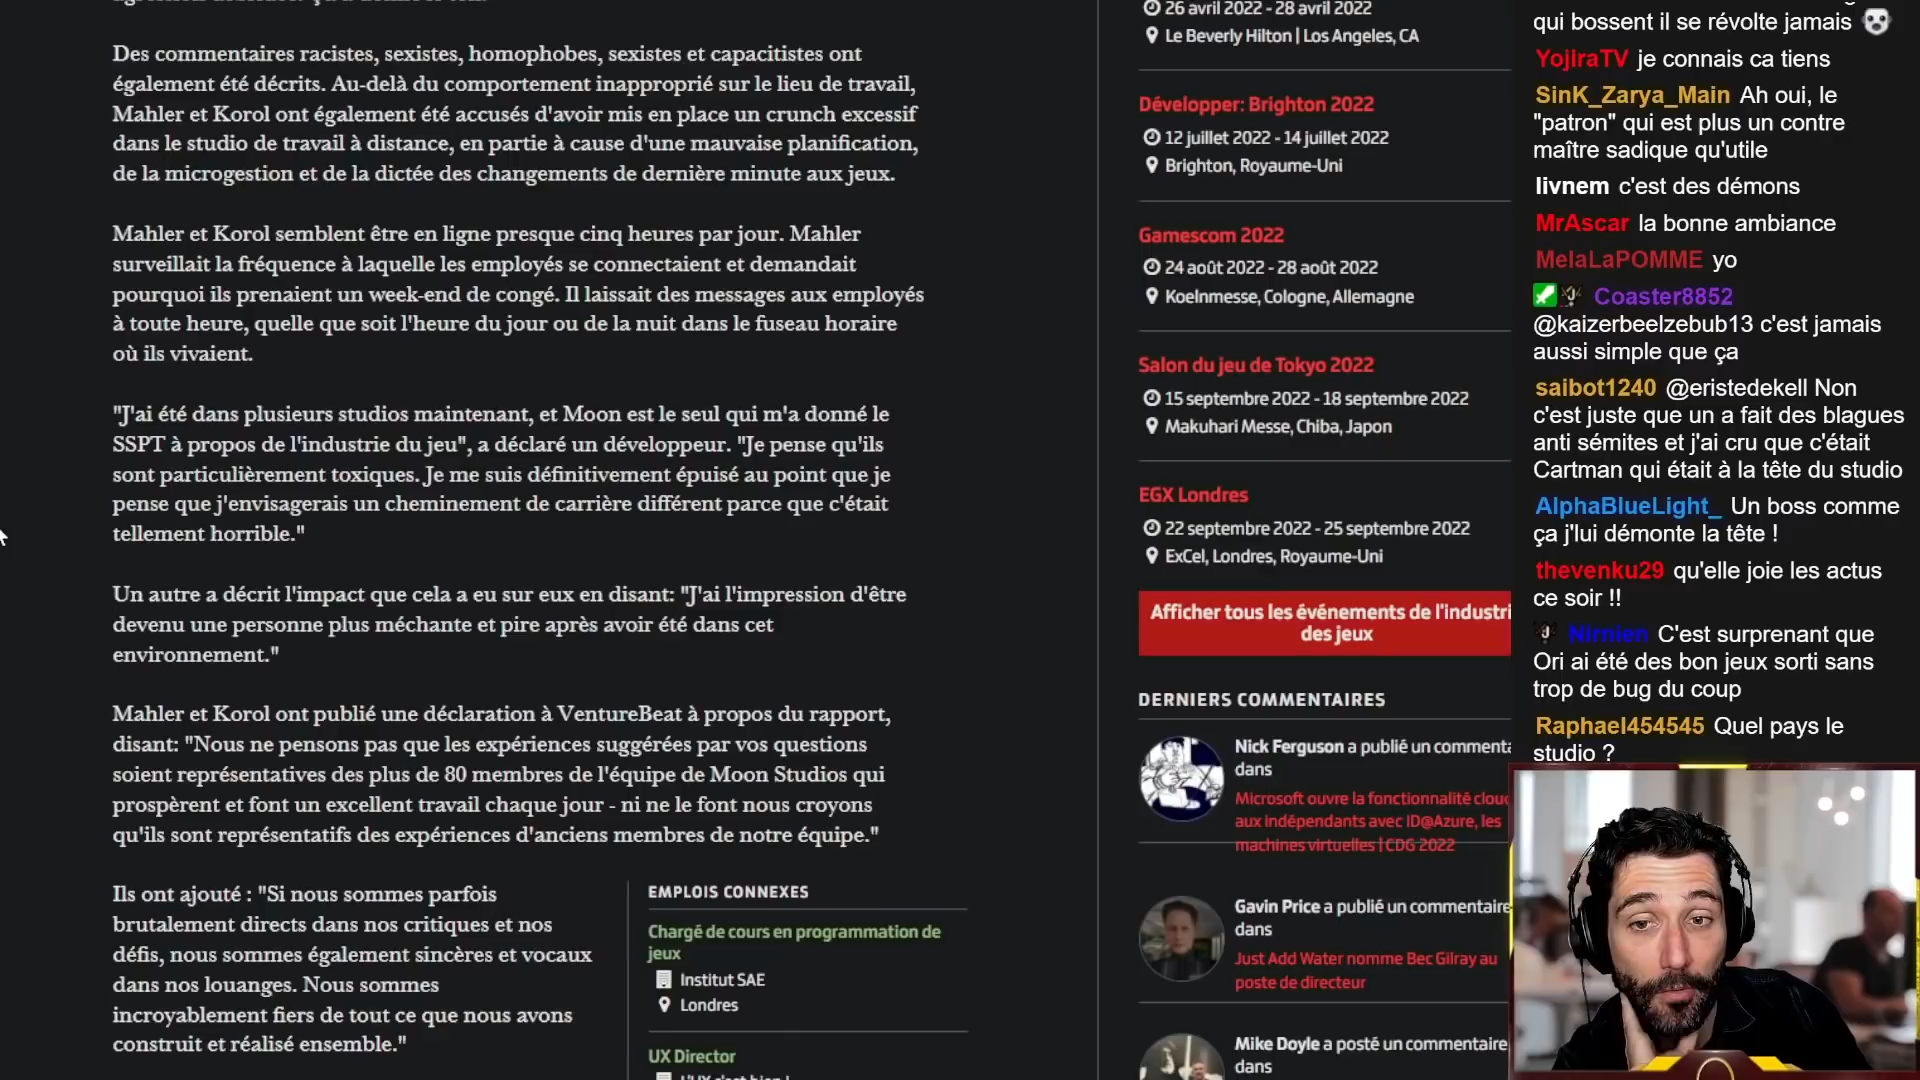 Des commentaires racistes, sexistes, homophobes, sexistes et capacitistes ont
également été décrits. Au-delà du comportement inapproprié sur le lieu de travail,
Mahler et Korol ont également été accusés d'avoir mis en place un crunch excessif
dans le studio de travail à distance, en partie à cause d'une mauvaise planification,
de la microgestion et de la dictée des changements de dernière minute aux jeux.
Mahler et Korol semblent être en ligne presque cinq heures par jour. Mahler
surveillait la fréquence à laquelle les employés se connectaient et demandait
pourquoi ils prenaient un week-end de congé. Il laissait des messages aux employés
à toute heure, quelle que soit l'heure du jour ou de la nuit dans le fuseau horaire
où ils vivaient.
"J'ai été dans plusieurs studios maintenant, et Moon est le seul qui m'a donné le
SSPT à propos de l'industrie du jeu", a déclaré un développeur. "Je pense qu'ils
sont particulièrement toxiques. Je me suis définitivement épuisé au point que je
pense que j'envisagerais un cheminement de carrière différent parce que c'était
tellement horrible."
Un autre a décrit l'impact que cela a eu sur eux en disant: "J'ai l'impression d'être
devenu une personne plus méchante et pire après avoir été dans cet
environnement."
Mahler et Korol ont publié une déclaration à VentureBeat à propos du rapport,
disant: "Nous ne pensons pas que les expériences suggérées par vos questions
soient représentatives des plus de 80 membres de l'équipe de Moon Studios qui
prospèrent et font un excellent travail chaque jour - ni ne le font nous croyons
qu'ils sont représentatifs des expériences d'anciens membres de notre équipe."
Ils ont ajouté : "Si nous sommes parfois
brutalement directs dans nos critiques et nos
défis, nous sommes également sincères et vocaux
dans nos louanges. Nous sommes
incroyablement fiers de tout ce que nous avons
construit et réalisé ensemble."
EMPLOIS CONNEXES
Chargé de cours en programmation de
jeux
Institut SAE
Londres
UX Director
26 avril 2022 - 28 avril 2022
Le Beverly Hilton | Los Angeles, CA
Développer: Brighton 2022
12 juillet 2022 - 14 juillet 2022
Brighton, Royaume-Uni
Gamescom 2022
24 août 2022 - 28 août 2022
Koelnmesse, Cologne, Allemagne
Salon du jeu de Tokyo 2022
15 septembre 2022 - 18 septembre 2022
Makuhari Messe, Chiba, Japon
EGX Londres
22 septembre 2022 - 25 septembre 2022
ExCel, Londres, Royaume-Uni
Afficher tous les événements de l'industri
des jeux
DERNIERS COMMENTAIRES
Nick Ferguson a publié un commenta
dans
Microsoft ouvre la fonctionnalité clou
aux indépendants avec ID@Azure, les
machines virtuelles | CDG 2022
Gavin Price a publié un commentaire
dans
Just Add Water nomme Bec Gilray au
poste de directeur
Mike Doyle a posté un commentaire
dans
qui bossent il se révolte jamais
YojiraTV je connais ca tiens
SinK_Zarya_Main Ah oui, le
"patron" qui est plus un contre
maître sadique qu'utile
livnem c'est des démons
MrAscar la bonne ambiance
MelaLaPOMME yo
Coaster8852
@kaizerbeelzebub13 c'est jamais
aussi simple que ça
saibot1240 @eristedekell Non
c'est juste que un a fait des blagues
anti sémites et j'ai cru que c'était
Cartman qui était à la tête du studio
AlphaBlueLight_ Un boss comme
ça j'lui démonte la tête !
thevenku29 qu'elle joie les actus
ce soir !!
Nirnien C'est surprenant que
Ori ai été des bon jeux sorti sans
trop de bug du coup
Raphael454545 Quel pays le
studio ?